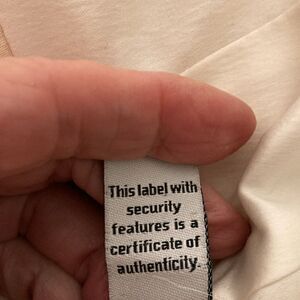 This label with
security
features is a
certificate of
authenticity.